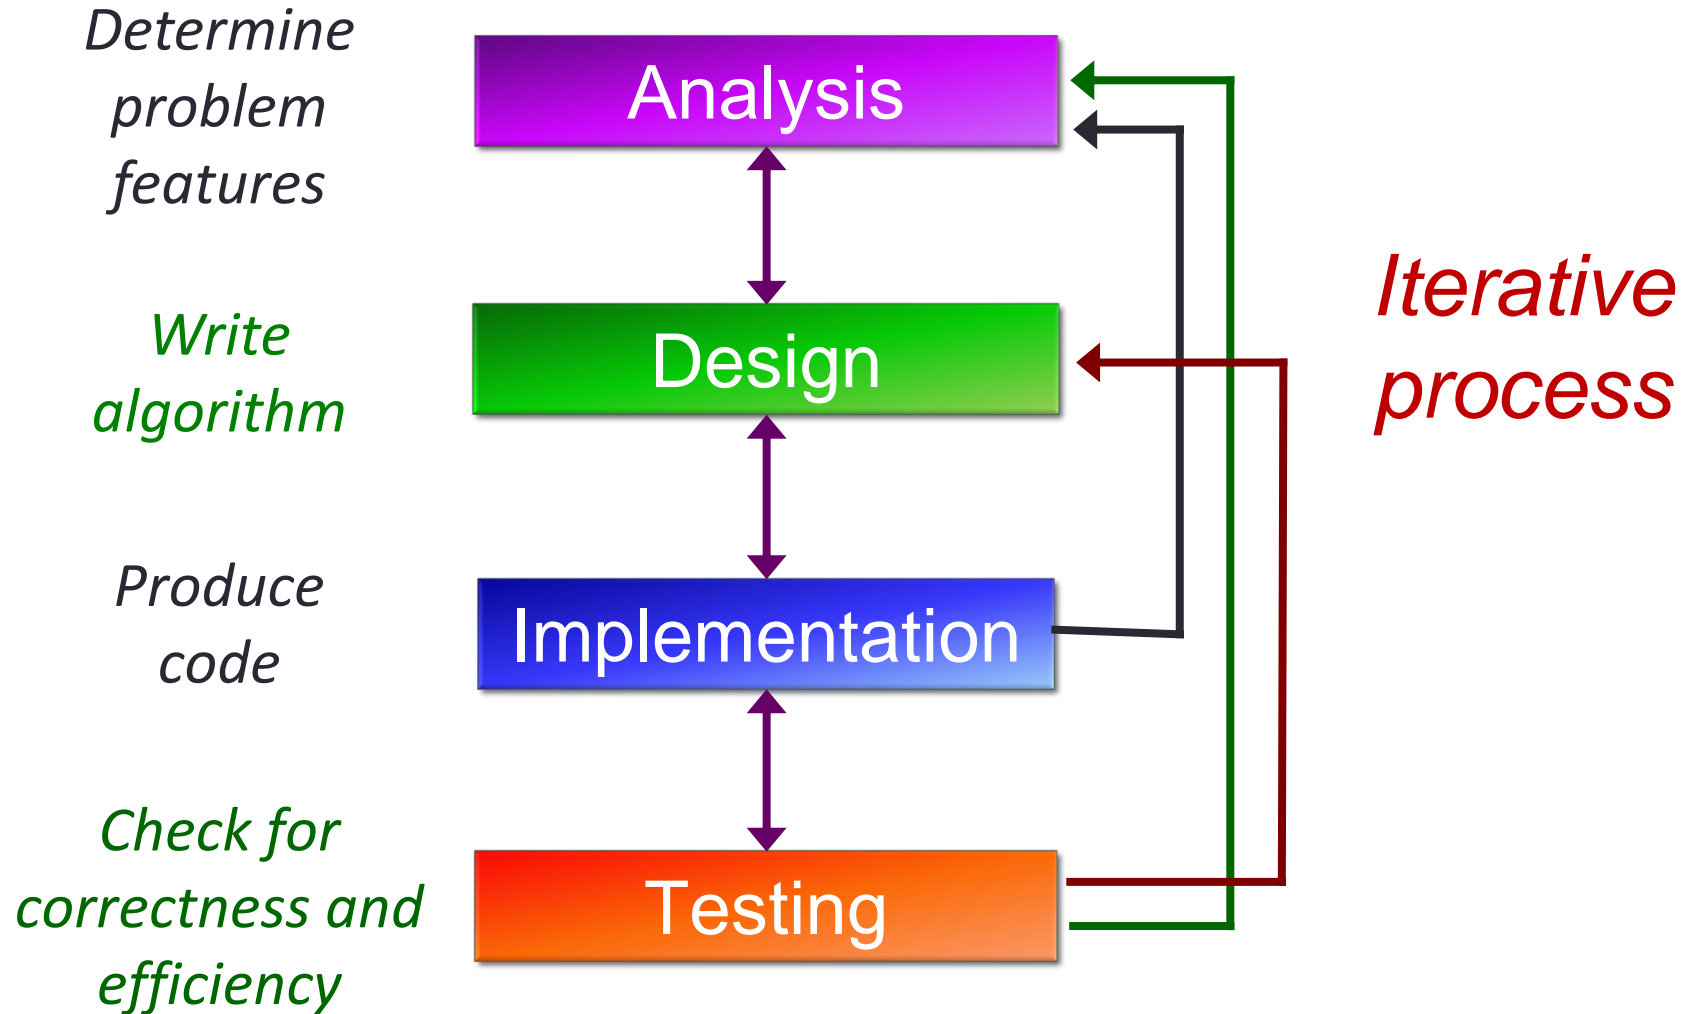 Determine
problem
features
Analysis
Write
algorithm
Design
Iterative
process
Produce
code
Implementation
Check for
correctness and
efficiency
Testing